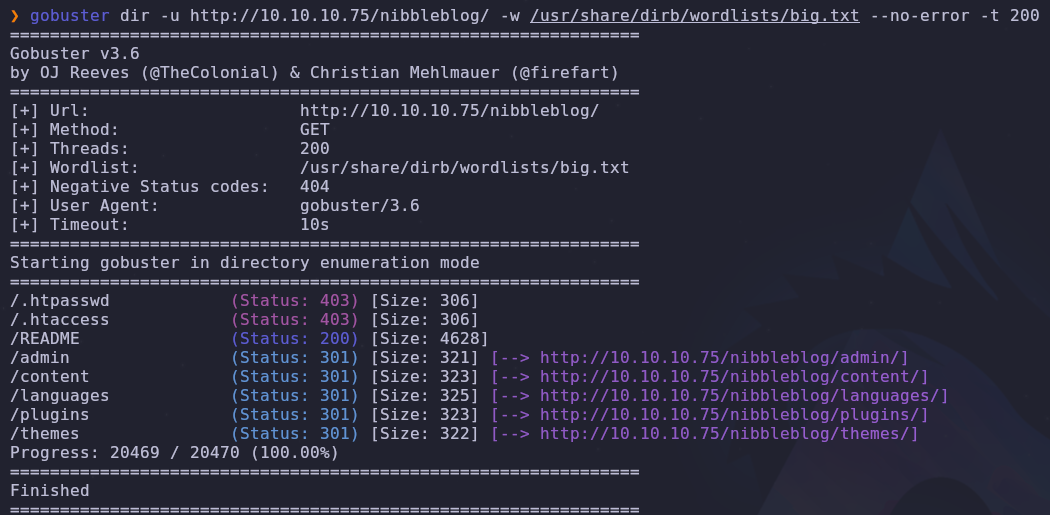 ❯ gobuster dir -u http://10.10.10.75/nibbleblog/ -w /usr/share/dirb/wordlists/big.txt --no-error -t 200
===============================================================
Gobuster v3.6
by OJ Reeves (@TheColonial) & Christian Mehlmauer (@firefart)
===============================================================
[+] Url:                     http://10.10.10.75/nibbleblog/
[+] Method:                  GET
[+] Threads:                 200
[+] Wordlist:                /usr/share/dirb/wordlists/big.txt
[+] Negative Status codes:   404
[+] User Agent:              gobuster/3.6
[+] Timeout:                 10s
===============================================================
Starting gobuster in directory enumeration mode
===============================================================
/.htpasswd            (Status: 403) [Size: 306]
/.htaccess            (Status: 403) [Size: 306]
/README               (Status: 200) [Size: 4628]
/admin                (Status: 301) [Size: 321] [--> http://10.10.10.75/nibbleblog/admin/]
/content              (Status: 301) [Size: 323] [--> http://10.10.10.75/nibbleblog/content/]
/languages            (Status: 301) [Size: 325] [--> http://10.10.10.75/nibbleblog/languages/]
/plugins              (Status: 301) [Size: 323] [--> http://10.10.10.75/nibbleblog/plugins/]
/themes               (Status: 301) [Size: 322] [--> http://10.10.10.75/nibbleblog/themes/]
Progress: 20469 / 20470 (100.00%)
===============================================================
Finished
===============================================================